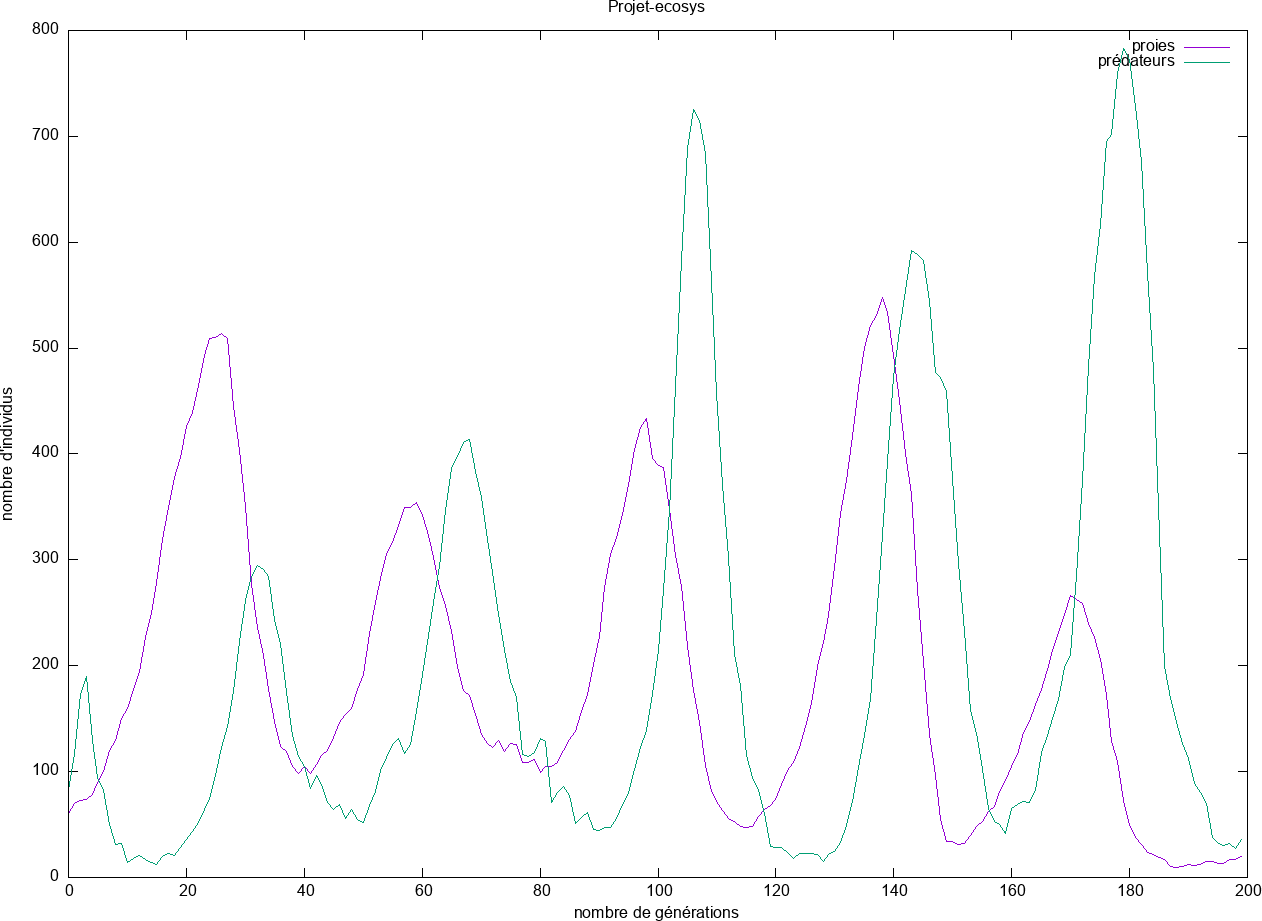 Projet-ecosys
800
700
600
500
400
300
200
100
0
nombre d'individus
proies
prédateurs
0 20 40 60 80 100 120 140 160 180 200
nombre de générations